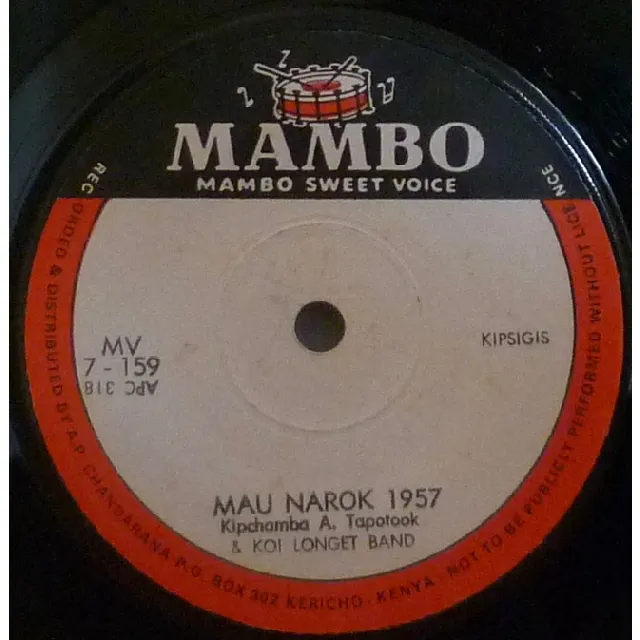 MAMBO
MAMBO SWEET VOICE
RECORDED & DISTRIBUTED BY A.P. CHANDARANA P.O. BOX 302 KERICHO - KENYA - NOT TO BE PUBLICLY PERFORMED WITHOUT LICENCE
MV
7 - 159
APC 318
KIPSIGIS
MAU NAROK 1957
Kipchamba A. Tapotook
& KOI LONGET BAND